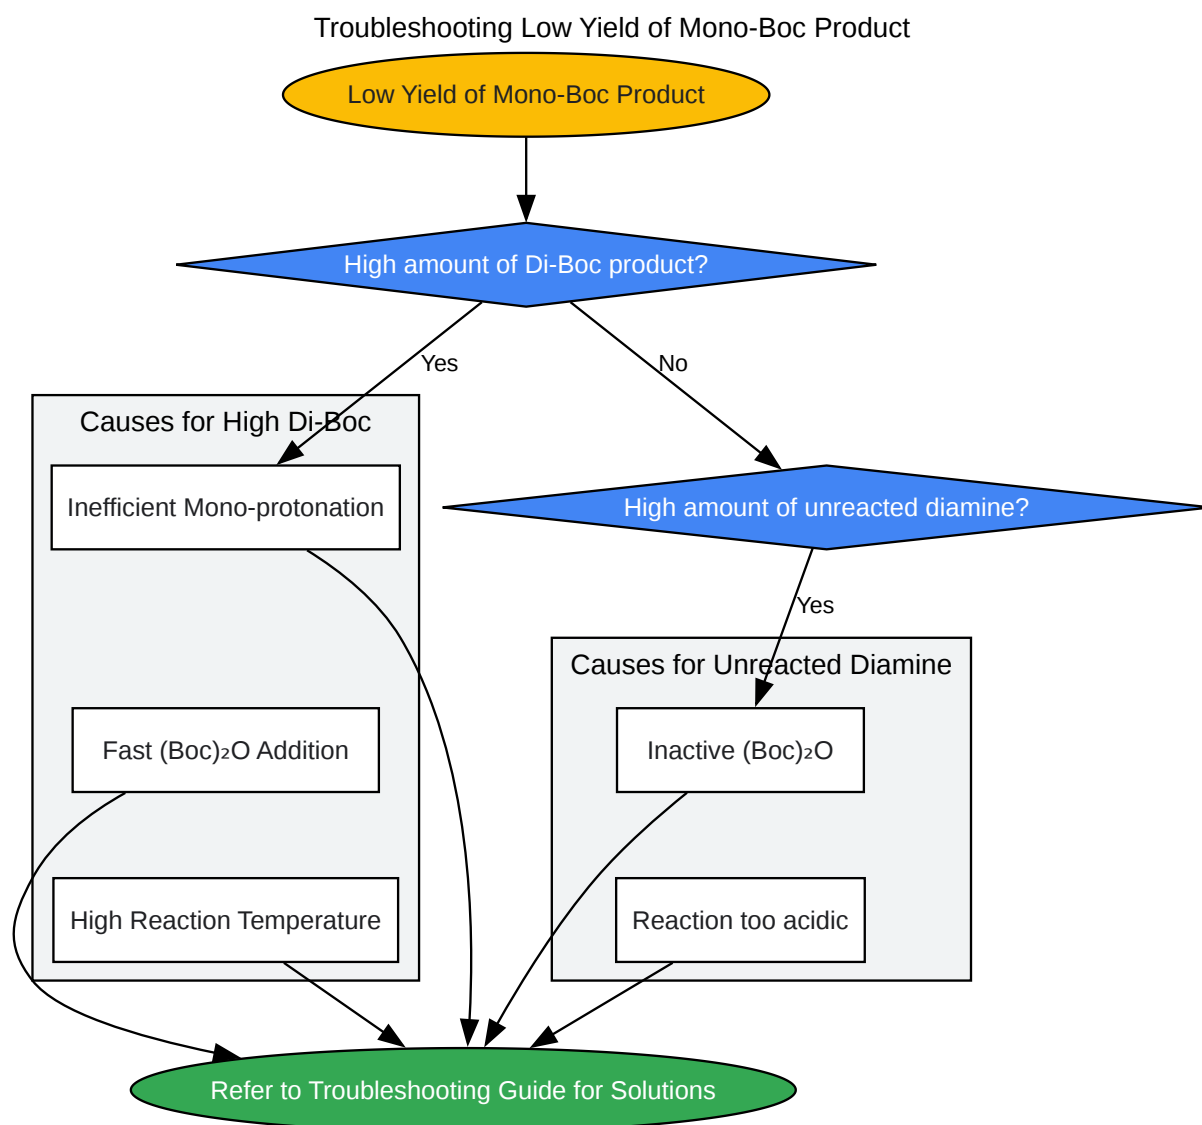 Troubleshooting Low Yield of Mono-Boc Product
Low Yield of Mono-Boc Product
High amount of Di-Boc product?
Yes
No
Causes for High Di-Boc
Inefficient Mono-protonation
High amount of unreacted diamine?
Yes
Causes for Unreacted Diamine
Fast (Boc)₂O Addition
Inactive (Boc)₂O
High Reaction Temperature
Reaction too acidic
Refer to Troubleshooting Guide for Solutions